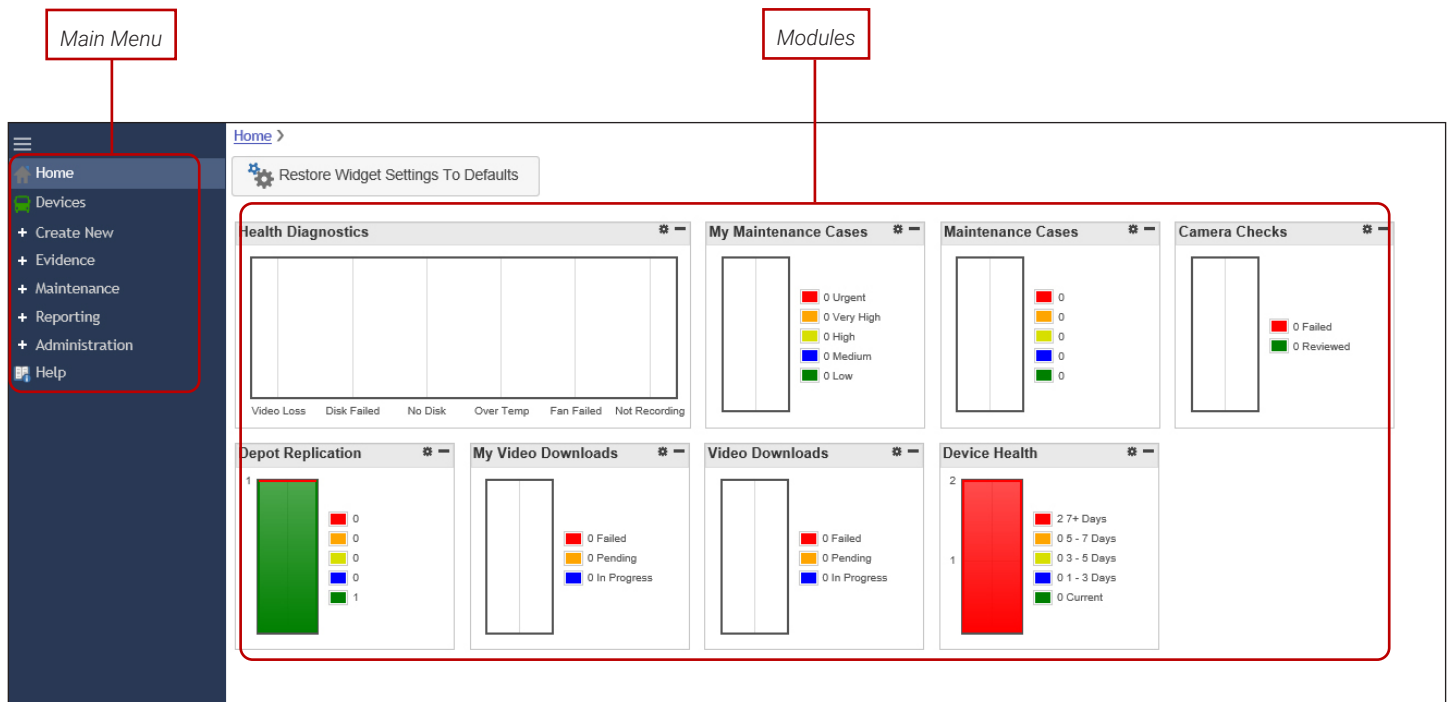 Main Menu
Modules
Home >
Home
Devices
+ Create New
+ Evidence
+ Maintenance
+ Reporting
+ Administration
Help
Restore Widget Settings To Defaults
Health Diagnostics
Video Loss Disk Failed No Disk Over Temp Fan Failed Not Recording
My Maintenance Cases
0 Urgent
0 Very High
0 High
0 Medium
0 Low
Maintenance Cases
0
0
0
0
0
Camera Checks
0 Failed
0 Reviewed
Depot Replication
1
0
0
0
0
1
My Video Downloads
0 Failed
0 Pending
0 In Progress
Video Downloads
0 Failed
0 Pending
0 In Progress
Device Health
2
1
2 7+ Days
0 5 - 7 Days
0 3 - 5 Days
0 1 - 3 Days
0 Current